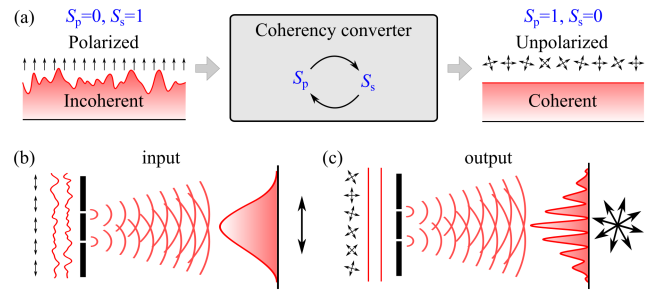 (a)
Sp=0, Ss=1
Polarized
Incoherent
Coherency converter
Sp
Ss
Sp=1, Ss=0
Unpolarized
Coherent
(b)
input
(c)
output